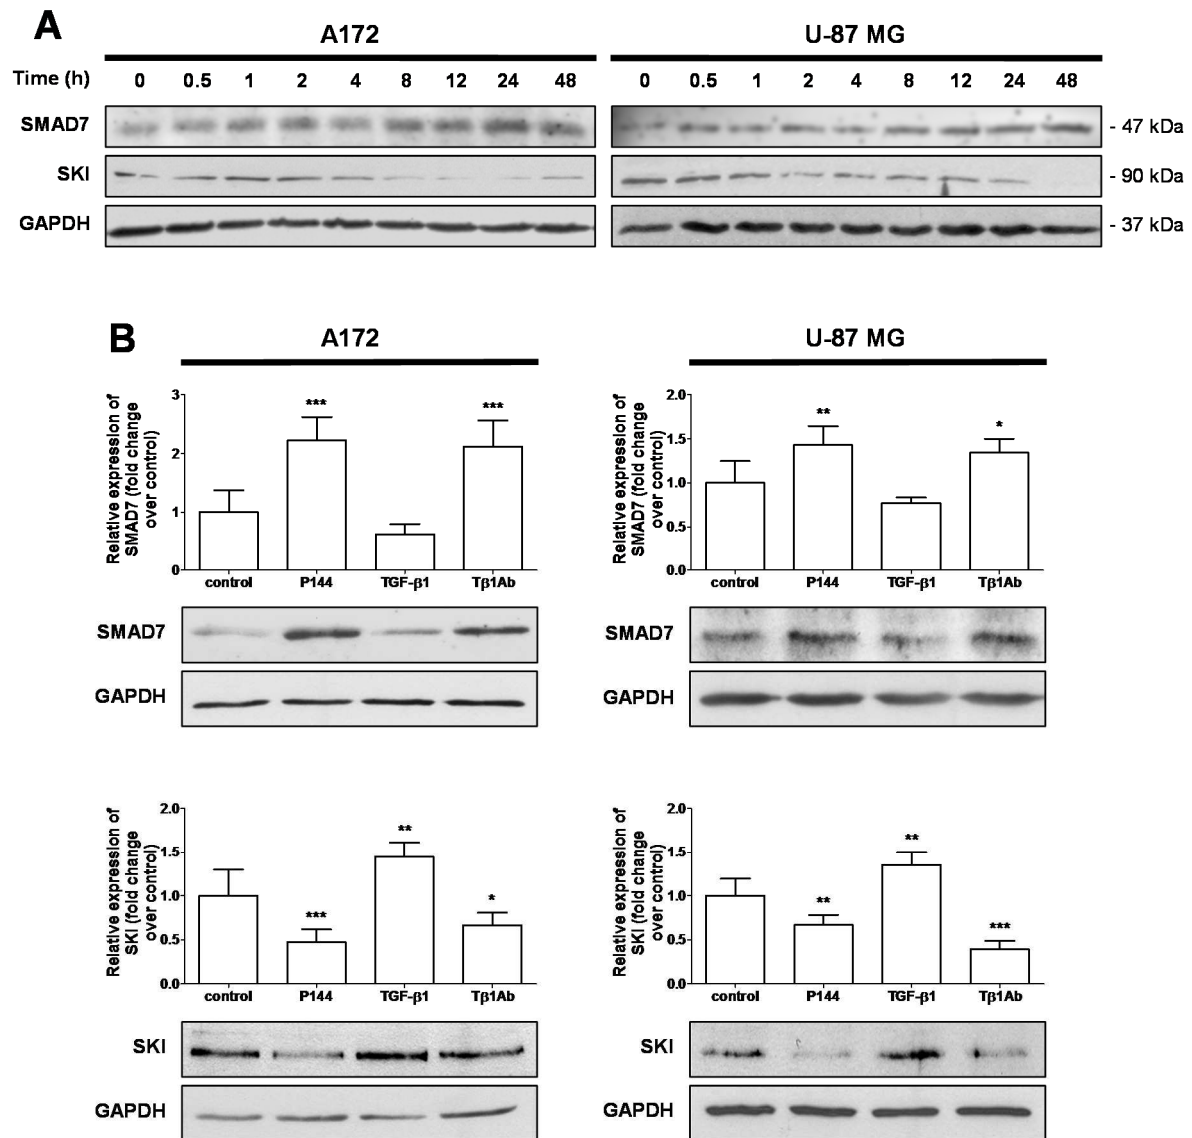 A
A172
U-87 MG
Time (h) 0 0.5 1 2 4 8 12 24 48 0 0.5 1 2 4 8 12 24 48
SMAD7 - 47 kDa
SKI - 90 kDa
GAPDH - 37 kDa
B
A172
U-87 MG
Relative expression of
SMAD7 (fold change
over control)
3
2
1
0
control P144 TGF-β1 Tβ1Ab
*** ***
SMAD7
GAPDH
Relative expression of
SMAD7 (fold change
over control)
2.0
1.5
1.0
0.5
0.0
control P144 TGF-β1 Tβ1Ab
** *
SMAD7
GAPDH
Relative expression of
SKI (fold change
over control)
2.0
1.5
1.0
0.5
0.0
control P144 TGF-β1 Tβ1Ab
*** ** *
SKI
GAPDH
Relative expression of
SKI (fold change
over control)
2.0
1.5
1.0
0.5
0.0
control P144 TGF-β1 Tβ1Ab
** ** ***
SKI
GAPDH